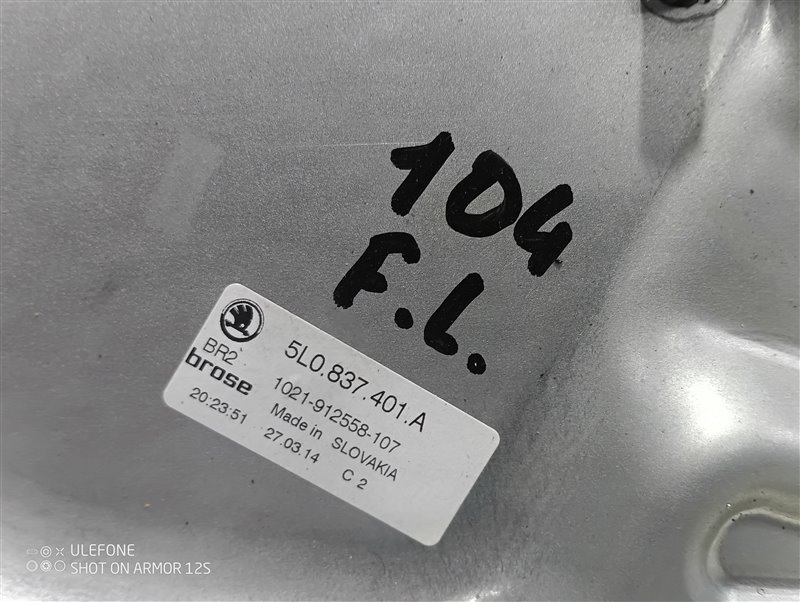 104
F.L.
BR2
5L0.837.401.A
brose
1021-912558-107
20:23:51
Made in SLOVAKIA
27.03.14 C 2
ULEFONE
SHOT ON ARMOR 12S